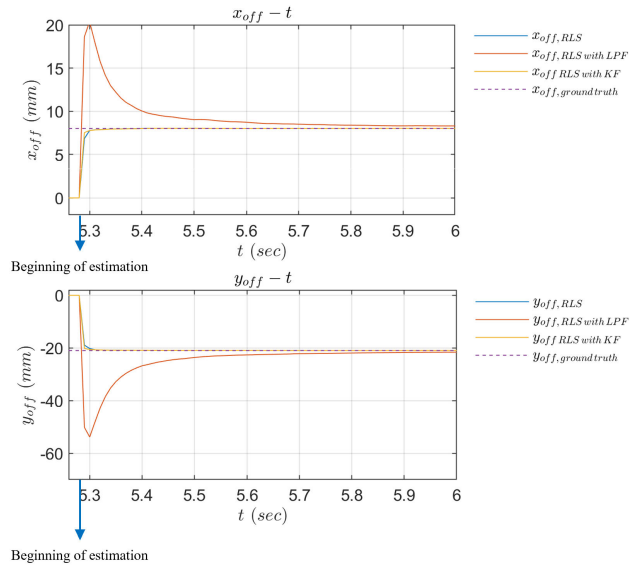 x_off − t
20
15
10
5
0
x_off (mm)
5.3 5.4 5.5 5.6 5.7 5.8 5.9 6
t (sec)
x_off,RLS
x_off,RLS with LPF
x_off RLS with KF
x_off,ground truth
Beginning of estimation
y_off − t
0
-20
-40
-60
y_off (mm)
5.3 5.4 5.5 5.6 5.7 5.8 5.9 6
t (sec)
y_off,RLS
y_off,RLS with LPF
y_off RLS with KF
y_off,ground truth
Beginning of estimation